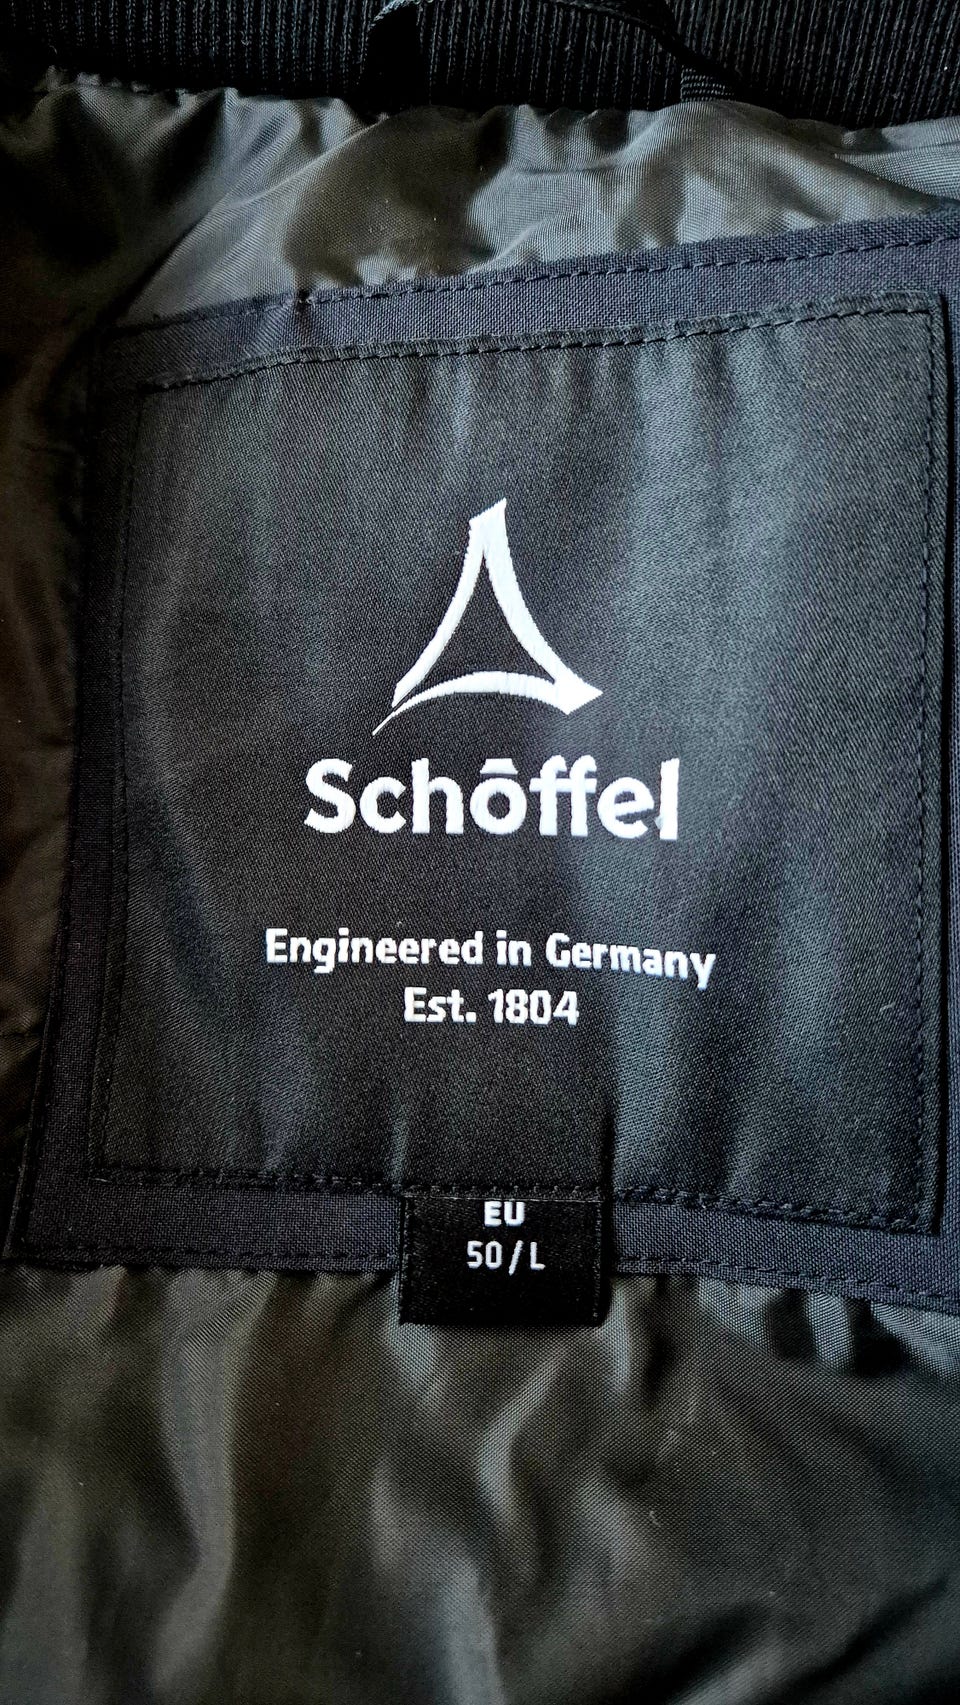 Schöffel
Engineered in Germany
Est. 1804
EU
50/L